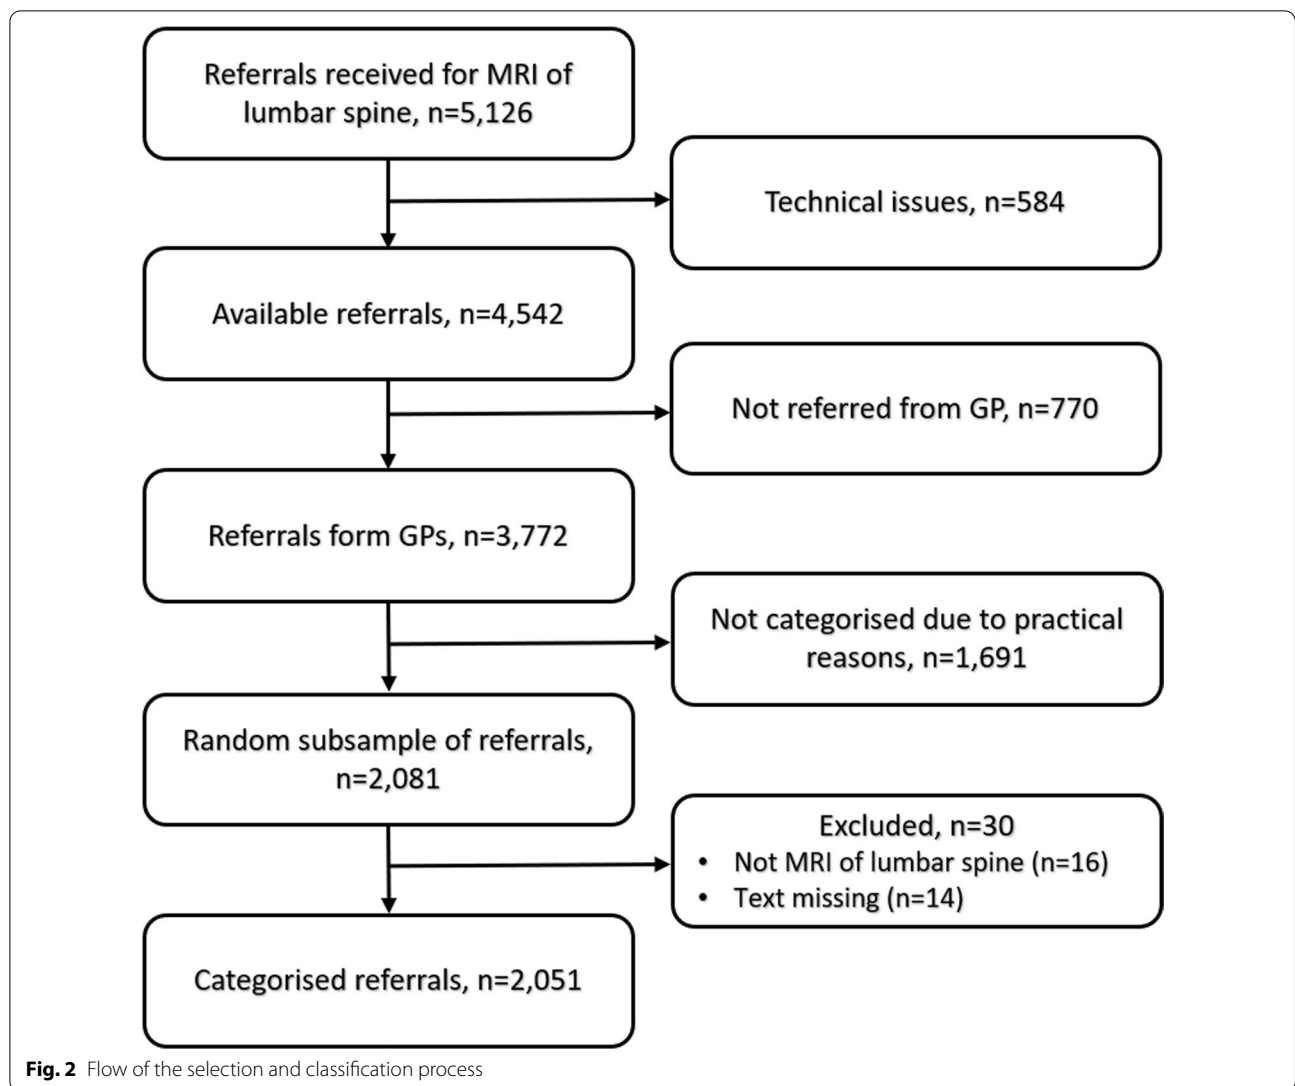 Referrals received for MRI of
lumbar spine, n=5,126
Technical issues, n=584
Available referrals, n=4,542
Not referred from GP, n=770
Referrals form GPs, n=3,772
Not categorised due to practical
reasons, n=1,691
Random subsample of referrals,
n=2,081
Excluded, n=30
• Not MRI of lumbar spine (n=16)
• Text missing (n=14)
Categorised referrals, n=2,051
Fig. 2 Flow of the selection and classification process